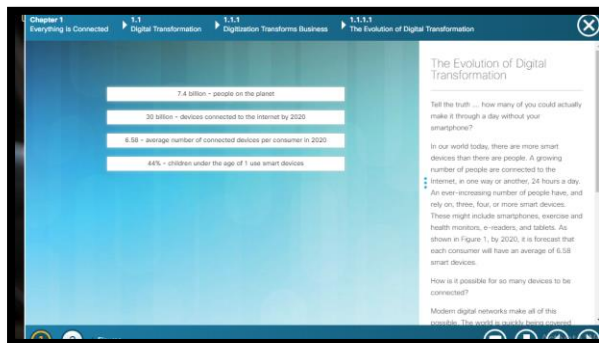 Chapter 1
Everything is Connected
1.1
Digital Transformation
1.1.1
Digitization Transforms Business
1.1.1.1
The Evolution of Digital Transformation
7.4 billion - people on the planet
30 billion - devices connected to the internet by 2020
6.58 - average number of connected devices per consumer in 2020
44% - children under the age of 1 use smart devices
The Evolution of Digital
Transformation
Tell the truth ... how many of you could actually
make it through a day without your
smartphone?
In our world today, there are more smart
devices than there are people. A growing
number of people are connected to the
Internet, in one way or another, 24 hours a day.
An ever-increasing number of people have, and
rely on, three, four, or more smart devices.
These might include smartphones, exercise and
health monitors, e-readers, and tablets. As
shown in Figure 1, by 2020, it is forecast that
each consumer will have an average of 6.58
smart devices.
How is it possible for so many devices to be
connected?
Modern digital networks make all of this
possible. The world is quickly being covered